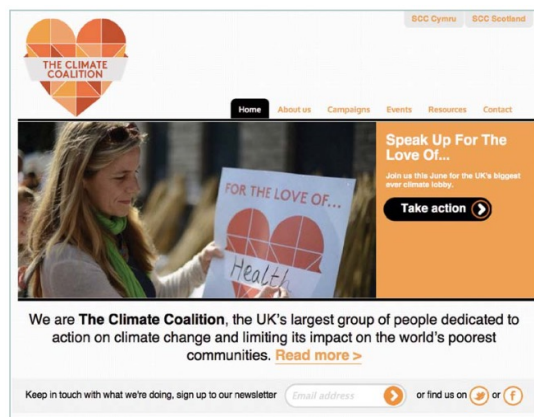 SCC Cymru SCC Scotland
THE CLIMATE
COALITION
Home About us Campaigns Events Resources Contact
FOR THE LOVE OF...
Health
Speak Up For The
Love Of...
Join us this June for the UK's biggest
ever climate lobby.
Take action
We are The Climate Coalition, the UK's largest group of people dedicated to
action on climate change and limiting its impact on the world's poorest
communities. Read more >
Keep in touch with what we're doing, sign up to our newsletter Email address or find us on or f